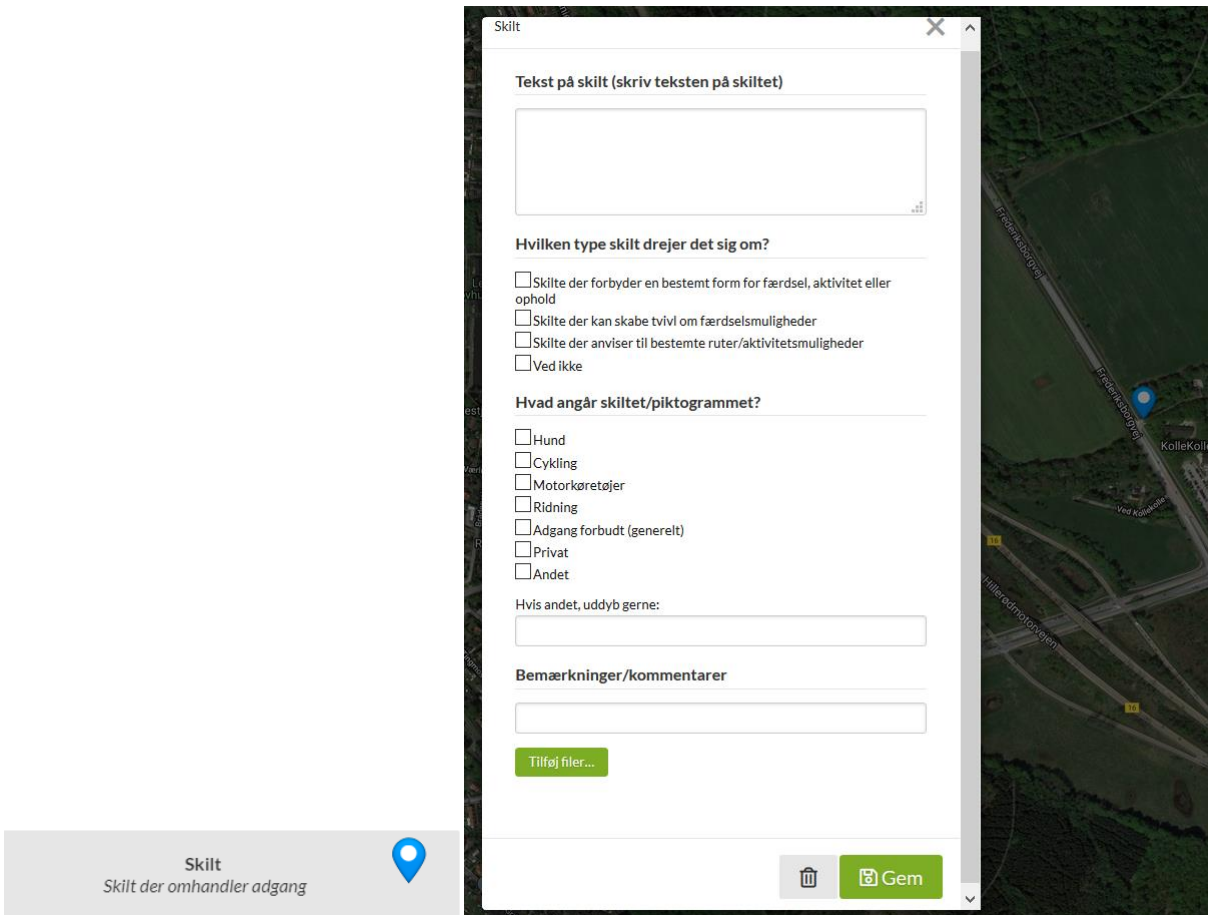 Skilt
Tekst på skilt (skriv teksten på skiltet)
Hvilken type skilt drejer det sig om?
Skilte der forbyder en bestemt form for færdsel, aktivitet eller
ophold
Skilte der kan skabe tvivl om færdselsmuligheder
Skilte der anviser til bestemte ruter/aktivitetsmuligheder
Ved ikke
Hvad angår skiltet/piktogrammet?
Hund
Cykling
Motorkøretøjer
Ridning
Adgang forbudt (generelt)
Privat
Andet
Hvis andet, uddyb gerne:
Bemærkninger/kommentarer
Tilføj filer...
Gem
Skilt
Skilt der omhandler adgang
Frederiksborgvej
Frederiksborgvej
KolleKoll
Ved Kollekolle
16
Hillerødmotorvejen
16